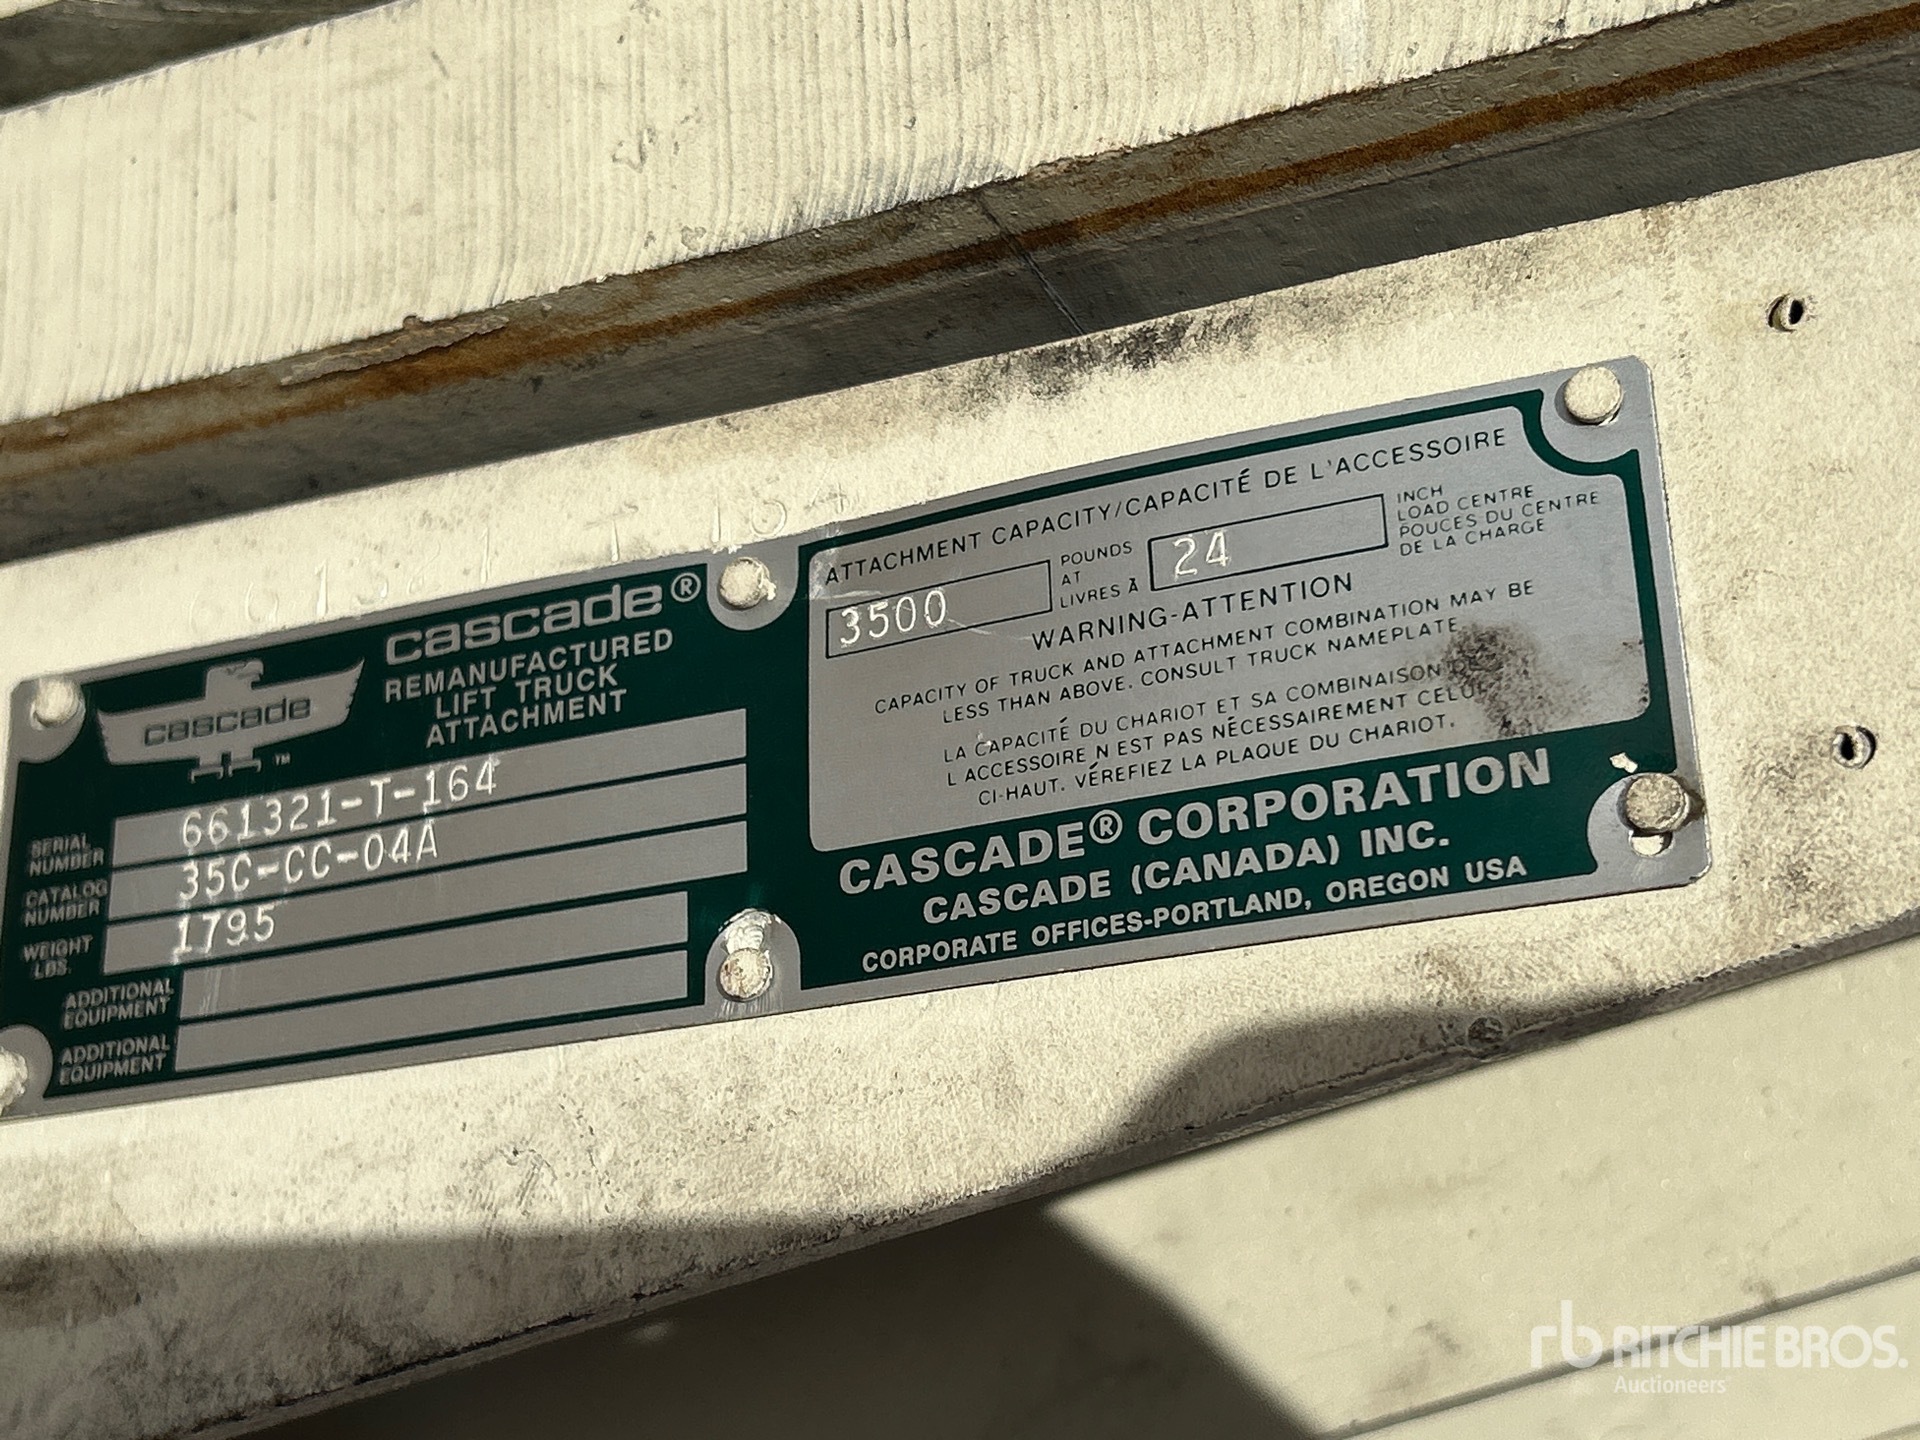 cascade®
REMANUFACTURED
LIFT TRUCK
ATTACHMENT
cascade
™
SERIAL NUMBER 661321-T-164
CATALOG NUMBER 35C-CC-04A
WEIGHT LBS. 1795
ADDITIONAL EQUIPMENT
ADDITIONAL EQUIPMENT
ATTACHMENT CAPACITY/CAPACITÉ DE L'ACCESSOIRE
3500
POUNDS
AT
LIVRES À
24
INCH
LOAD CENTRE
POUCES DU CENTRE
DE LA CHARGE
WARNING-ATTENTION
CAPACITY OF TRUCK AND ATTACHMENT COMBINATION MAY BE
LESS THAN ABOVE. CONSULT TRUCK NAMEPLATE
LA CAPACITÉ DU CHARIOT ET SA COMBINAISON
L ACCESSOIRE N EST PAS NÉCESSAIREMENT
CI-HAUT. VÉREFIEZ LA PLAQUE DU CHARIOT.
CASCADE® CORPORATION
CASCADE (CANADA) INC.
CORPORATE OFFICES-PORTLAND, OREGON USA
rb RITCHIE BROS.
Auctioneers